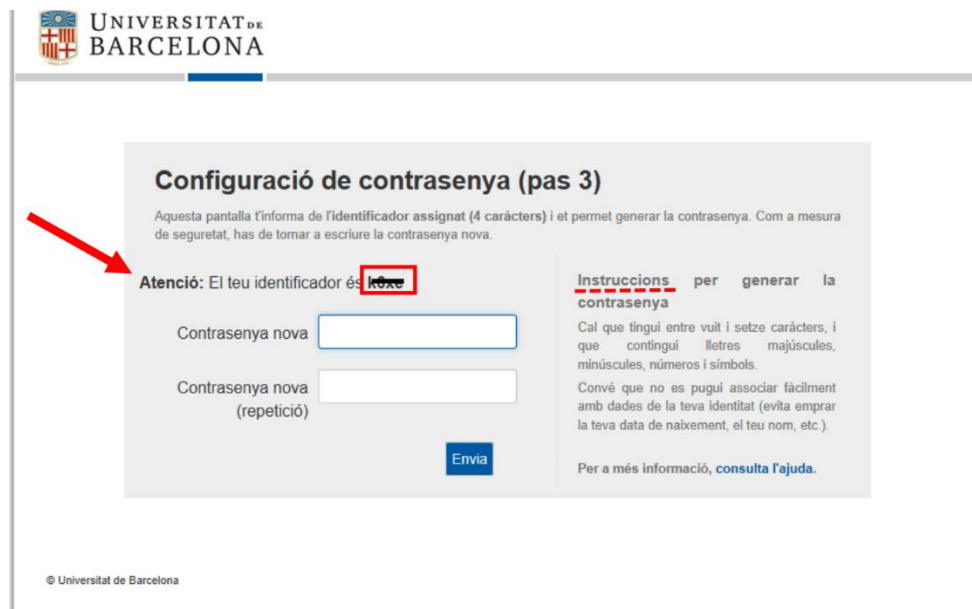 UNIVERSITAT DE
BARCELONA
Configuració de contrasenya (pas 3)
Aquesta pantalla t'informa de l'identificador assignat (4 caràcters) i et permet generar la contrasenya. Com a mesura
de seguretat, has de tornar a escriure la contrasenya nova.
Atenció: El teu identificador és
Contrasenya nova
Contrasenya nova
(repetició)
Envia
Instruccions per generar la
contrasenya
Cal que tingui entre vuit i setze caràcters, i
que contingui lletres majúscules,
minúscules, números i símbols.
Convé que no es pugui associar fàcilment
amb dades de la teva identitat (evita emprar
la teva data de naixement, el teu nom, etc.).
Per a més informació, consulta l'ajuda.
© Universitat de Barcelona